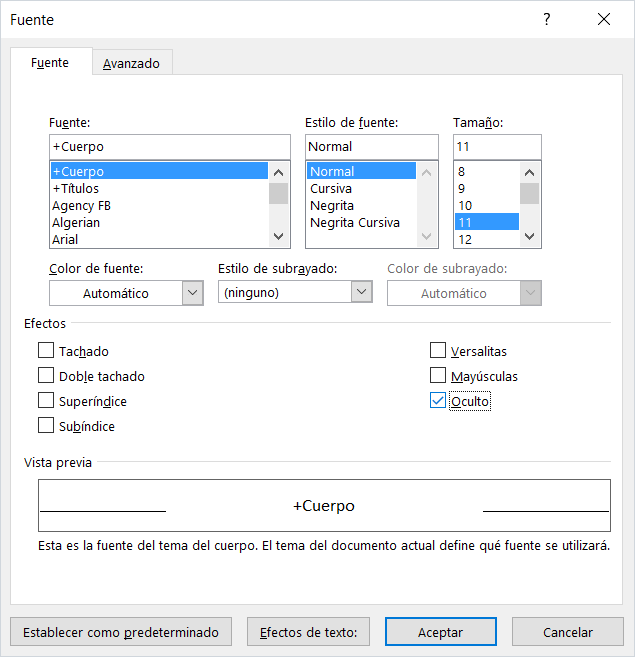 Fuente
?
Fuente Avanzado
Fuente: Estilo de fuente: Tamaño:
+Cuerpo Normal 11
+Cuerpo Normal 8
+Títulos Cursiva 9
Agency FB Negrita 10
Algerian Negrita Cursiva 11
Arial 12
Color de fuente: Estilo de subrayado: Color de subrayado:
Automático (ninguno) Automático
Efectos
Tachado Versalitas
Doble tachado Mayúsculas
Superíndice Oculto
Subíndice
Vista previa
+Cuerpo
Esta es la fuente del tema del cuerpo. El tema del documento actual define qué fuente se utilizará.
Establecer como predeterminado Efectos de texto: Aceptar Cancelar